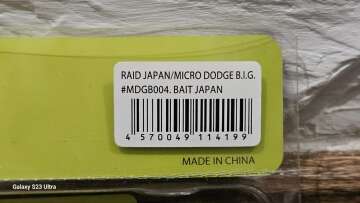 RAID JAPAN/MICRO DODGE B.I.G.
#MDGB004. BAIT JAPAN
4 570049 114199
MADE IN CHINA
Galaxy S23 Ultra